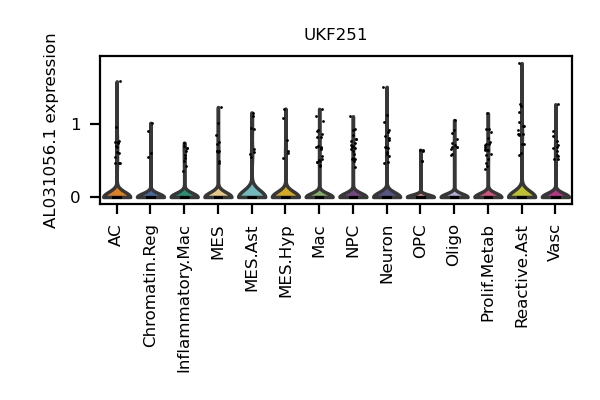 UKF251
AL031056.1 expression
1
0
AC
Chromatin.Reg
Inflammatory.Mac
MES
MES.Ast
MES.Hyp
Mac
NPC
Neuron
OPC
Oligo
Prolif.Metab
Reactive.Ast
Vasc